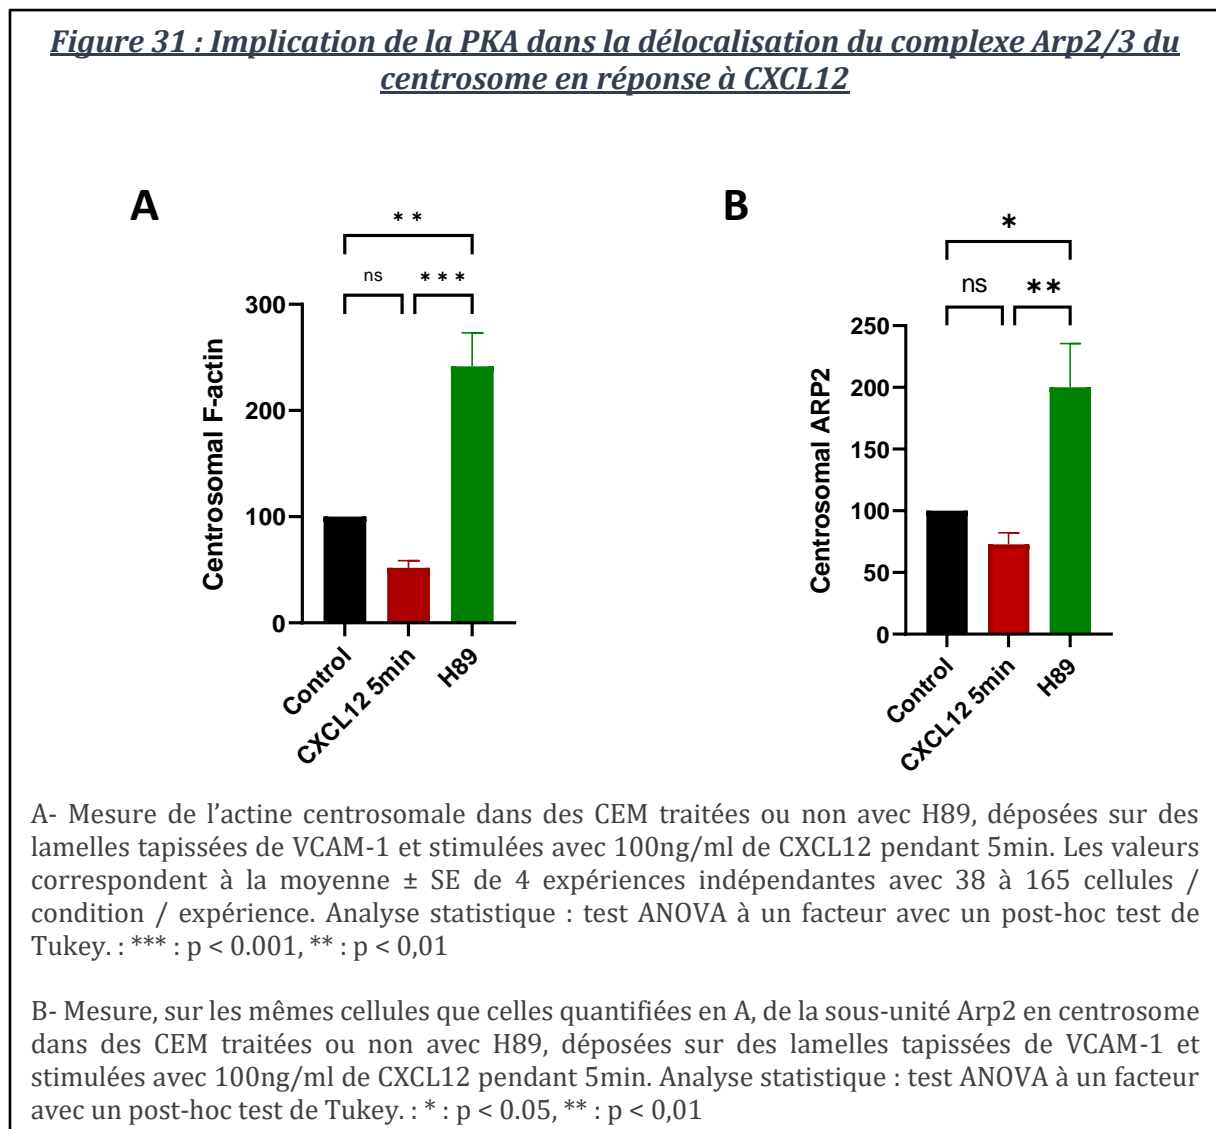 Figure 31 : Implication de la PKA dans la délocalisation du complexe Arp2/3 du
centrosome en réponse à CXCL12
A
**
ns
***
Centrosomal F-actin
300
200
100
0
Control
CXCL12 5min
H89
B
*
ns
**
Centrosomal ARP2
250
200
150
100
50
0
Control
CXCL12 5min
H89
A- Mesure de l’actine centrosomale dans des CEM traitées ou non avec H89, déposées sur des
lamelles tapissées de VCAM-1 et stimulées avec 100ng/ml de CXCL12 pendant 5min. Les valeurs
correspondent à la moyenne ± SE de 4 expériences indépendantes avec 38 à 165 cellules /
condition / expérience. Analyse statistique : test ANOVA à un facteur avec un post-hoc test de
Tukey. : *** : p < 0.001, ** : p < 0,01
B- Mesure, sur les mêmes cellules que celles quantifiées en A, de la sous-unité Arp2 en centrosome
dans des CEM traitées ou non avec H89, déposées sur des lamelles tapissées de VCAM-1 et
stimulées avec 100ng/ml de CXCL12 pendant 5min. Analyse statistique : test ANOVA à un facteur
avec un post-hoc test de Tukey. : * : p < 0.05, ** : p < 0,01